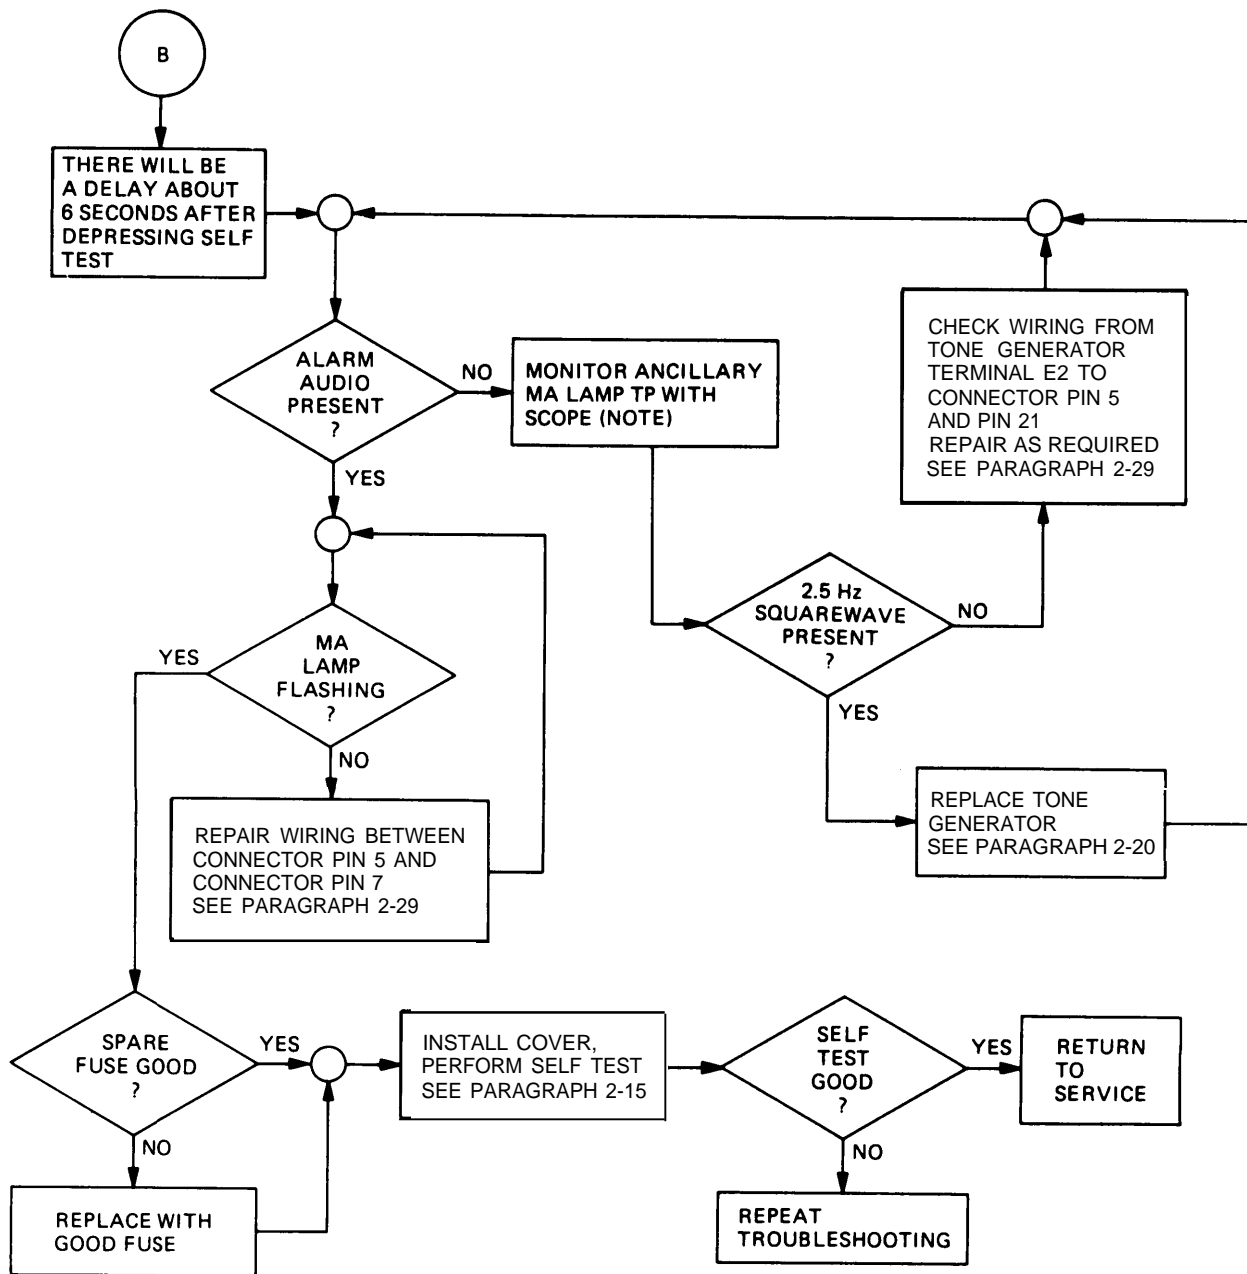 B
THERE WILL BE
A DELAY ABOUT
6 SECONDS AFTER
DEPRESSING SELF
TEST
ALARM
AUDIO
PRESENT
?
NO
YES
MONITOR ANCILLARY
MA LAMP TP WITH
SCOPE (NOTE)
CHECK WIRING FROM
TONE GENERATOR
TERMINAL E2 TO
CONNECTOR PIN 5
AND PIN 21
REPAIR AS REQUIRED
SEE PARAGRAPH 2-29
2.5 Hz
SQUAREWAVE
PRESENT
?
NO
YES
MA
LAMP
FLASHING
?
YES
NO
REPAIR WIRING BETWEEN
CONNECTOR PIN 5 AND
CONNECTOR PIN 7
SEE PARAGRAPH 2-29
REPLACE TONE
GENERATOR
SEE PARAGRAPH 2-20
SPARE
FUSE GOOD
?
YES
NO
REPLACE WITH
GOOD FUSE
INSTALL COVER,
PERFORM SELF TEST
SEE PARAGRAPH 2-15
SELF
TEST
GOOD
?
YES
NO
RETURN
TO
SERVICE
REPEAT
TROUBLESHOOTING